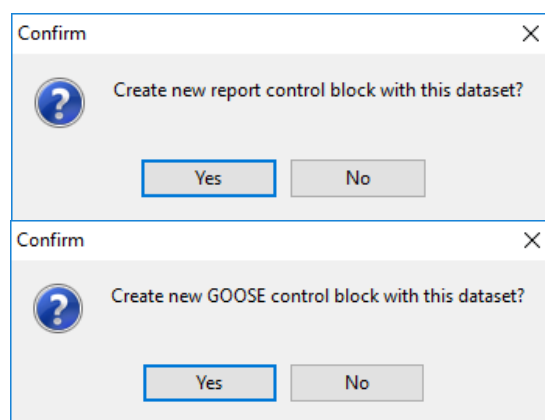 Confirm
Create new report control block with this dataset?
Yes No
Confirm
Create new GOOSE control block with this dataset?
Yes No